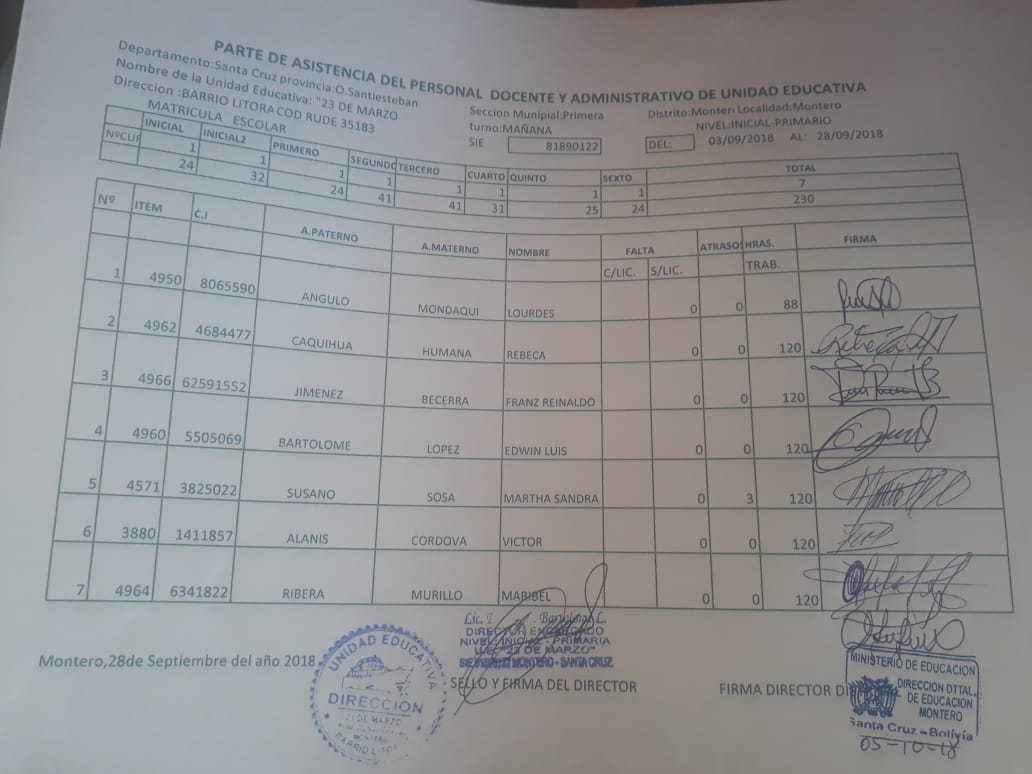 PARTE DE ASISTENCIA DEL PERSONAL DOCENTE Y ADMINISTRATIVO DE UNIDAD EDUCATIVA
Departamento:Santa Cruz provincia:O.Santiesteban Seccion Munipial:Primera Distrito:Montero Localidad:Montero
Nombre de la Unidad Educativa: "23 DE MARZO turno:MAÑANA NIVEL:INICIAL-PRIMARIO
Direccion :BARRIO LITORA COD RUDE 35183 SIE 81890122 DEL: 03/09/2018 AL: 28/09/2018
MATRICULA ESCOLAR
INICIAL INICIAL2 PRIMERO SEGUNDO TERCERO CUARTO QUINTO SEXTO TOTAL
NºCUR 1 1 1 1 1 1 1 1 7
24 32 24 41 41 31 25 24 230
Nº ITEM C.I A.PATERNO A.MATERNO NOMBRE FALTA ATRASOS HRAS. FIRMA
C/LIC. S/LIC. TRAB.
1 4950 8065590 ANGULO MONDAQUI LOURDES 0 0 88
2 4962 4684477 CAQUIHUA HUMANA REBECA 0 0 120
3 4966 62591552 JIMENEZ BECERRA FRANZ REINALDO 0 0 120
4 4960 5505069 BARTOLOME LOPEZ EDWIN LUIS 0 0 120
5 4571 3825022 SUSANO SOSA MARTHA SANDRA 0 3 120
6 3880 1411857 ALANIS CORDOVA VICTOR 0 0 120
7 4964 6341822 RIBERA MURILLO MARIBEL 0 0 120
Lic. Bartolome L.
DIRECTOR ENCARGADO
NIVEL: INICIAL - PRIMARIA
U.E. "23 DE MARZO"
MONTERO - SANTA CRUZ
Montero,28de Septiembre del año 2018
UNIDAD EDUCATIVA
DIRECCION
23 DE MARZO
MONTERO
BARRIO
SELLO Y FIRMA DEL DIRECTOR
FIRMA DIRECTOR
MINISTERIO DE EDUCACION
DIRECCION DTTAL.
DE EDUCACION
MONTERO
Santa Cruz - Bolivia
05-10-18